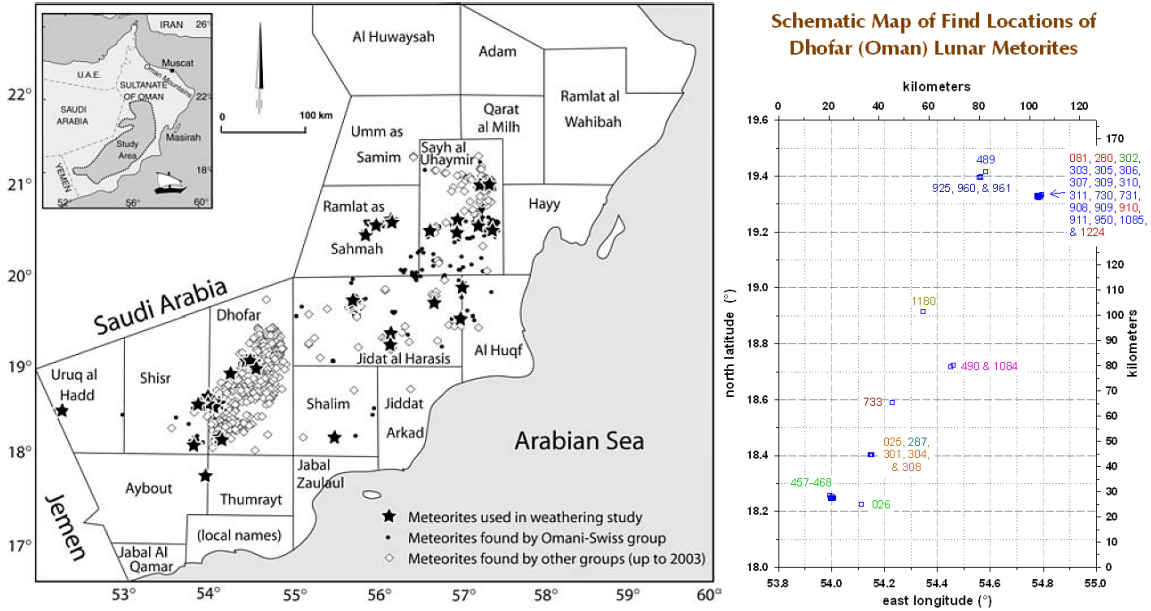 IRAN
26°
U.A.E.
Oman Mountains
Muscat
SULTANATE
OF OMAN
22°
SAUDI
ARABIA
Masirah
Study
Area
YEMEN
18°
52°
56°
60°
100 km
0
Al Huwaysah
Adam
22°
Qarat
al Milh
Ramlat al
Wahibah
Umm as
Samim
Sayh al
Uhaymir
21°
Ramlat as
Sahmah
Hayy
20°
Saudi Arabia
Dhofar
Jidat al Harasis
Al Huqf
19°
Uruq al
Hadd
Shisr
Shalim
Jiddat
Arkad
18°
Arabian Sea
Jabal
Zaulaul
Aybout
Thumrayt
Jemen
(local names)
17°
Jabal Al
Qamar
Meteorites used in weathering study
Meteorites found by Omani-Swiss group
Meteorites found by other groups (up to 2003)
53°
54°
55°
56°
57°
58°
59°
60°
Schematic Map of Find Locations of
Dhofar (Oman) Lunar Metorites
kilometers
0 20 40 60 80 100 120
19.6
19.4
19.2
19.0
18.8
18.6
18.4
18.2
18.0
north latitude (°)
489
925, 960, & 961
081, 280, 302,
303, 305, 306,
307, 309, 310,
311, 730, 731,
908, 909, 910,
911, 950, 1085,
& 1224
1180
490 & 1084
733
025, 287,
301, 304,
& 308
457-468
026
170
120
110
100
90
80
70
60
50
40
30
20
10
0
kilometers
53.8 54.0 54.2 54.4 54.6 54.8 55.0
east longitude (°)